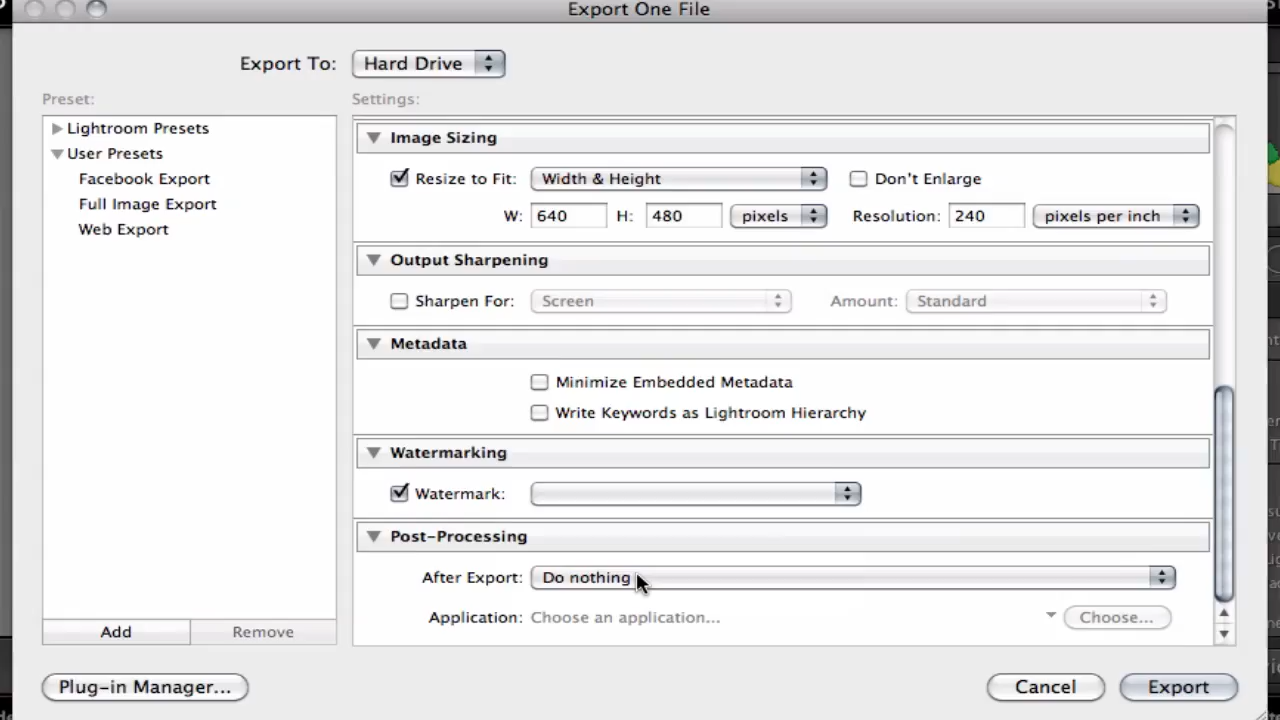 Export One File
Export To: Hard Drive
Preset:
Lightroom Presets
User Presets
Facebook Export
Full Image Export
Web Export
Add Remove
Settings:
Image Sizing
Resize to Fit: Width & Height Don't Enlarge
W: 640 H: 480 pixels Resolution: 240 pixels per inch
Output Sharpening
Sharpen For: Screen Amount: Standard
Metadata
Minimize Embedded Metadata
Write Keywords as Lightroom Hierarchy
Watermarking
Watermark:
Post-Processing
After Export: Do nothing
Application: Choose an application... Choose...
Plug-in Manager... Cancel Export